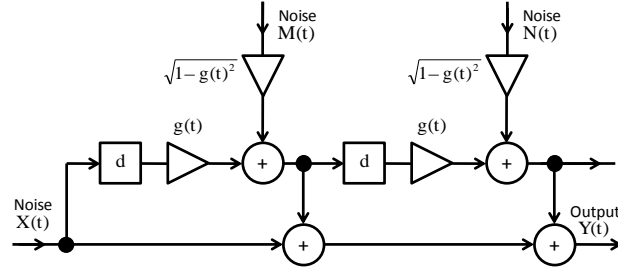 Noise
M(t)
Noise
N(t)
√1− g(t)²
√1− g(t)²
g(t)
g(t)
d
+
d
+
Noise
X(t)
Output
Y(t)
+
+